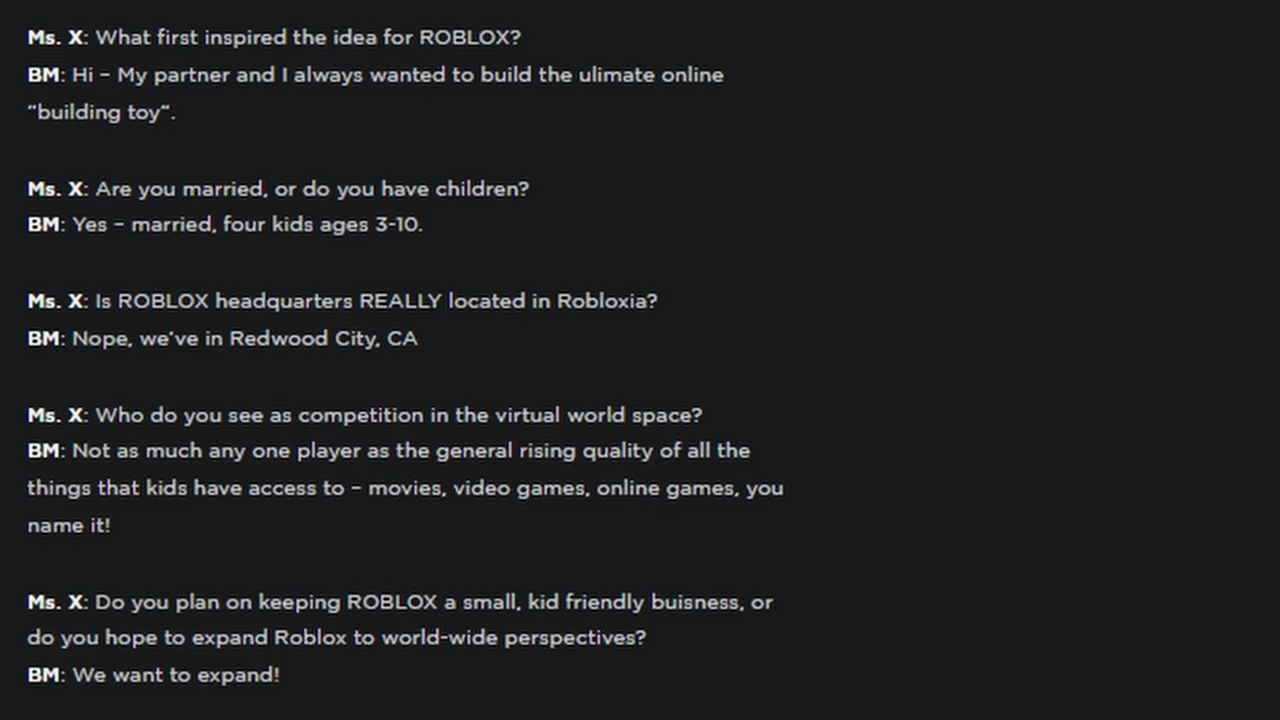 Ms. X: What first inspired the idea for ROBLOX?
BM: Hi – My partner and I always wanted to build the ulimate online
“building toy”.
Ms. X: Are you married, or do you have children?
BM: Yes – married, four kids ages 3-10.
Ms. X: Is ROBLOX headquarters REALLY located in Robloxia?
BM: Nope, we’ve in Redwood City, CA
Ms. X: Who do you see as competition in the virtual world space?
BM: Not as much any one player as the general rising quality of all the
things that kids have access to – movies, video games, online games, you
name it!
Ms. X: Do you plan on keeping ROBLOX a small, kid friendly buisness, or
do you hope to expand Roblox to world-wide perspectives?
BM: We want to expand!